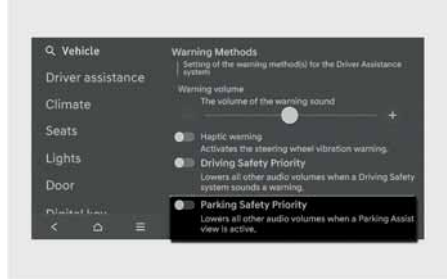 Vehicle
Driver assistance
Climate
Seats
Lights
Door
Digital key
Warning Methods
Setting of the warning method(s) for the Driver Assistance
system
Warning volume
The volume of the warning sound
+
Haptic warning
Activates the steering wheel vibration warning.
Driving Safety Priority
Lowers all other audio volumes when a Driving Safety
system sounds a warning.
Parking Safety Priority
Lowers all other audio volumes when a Parking Assist
view is active.